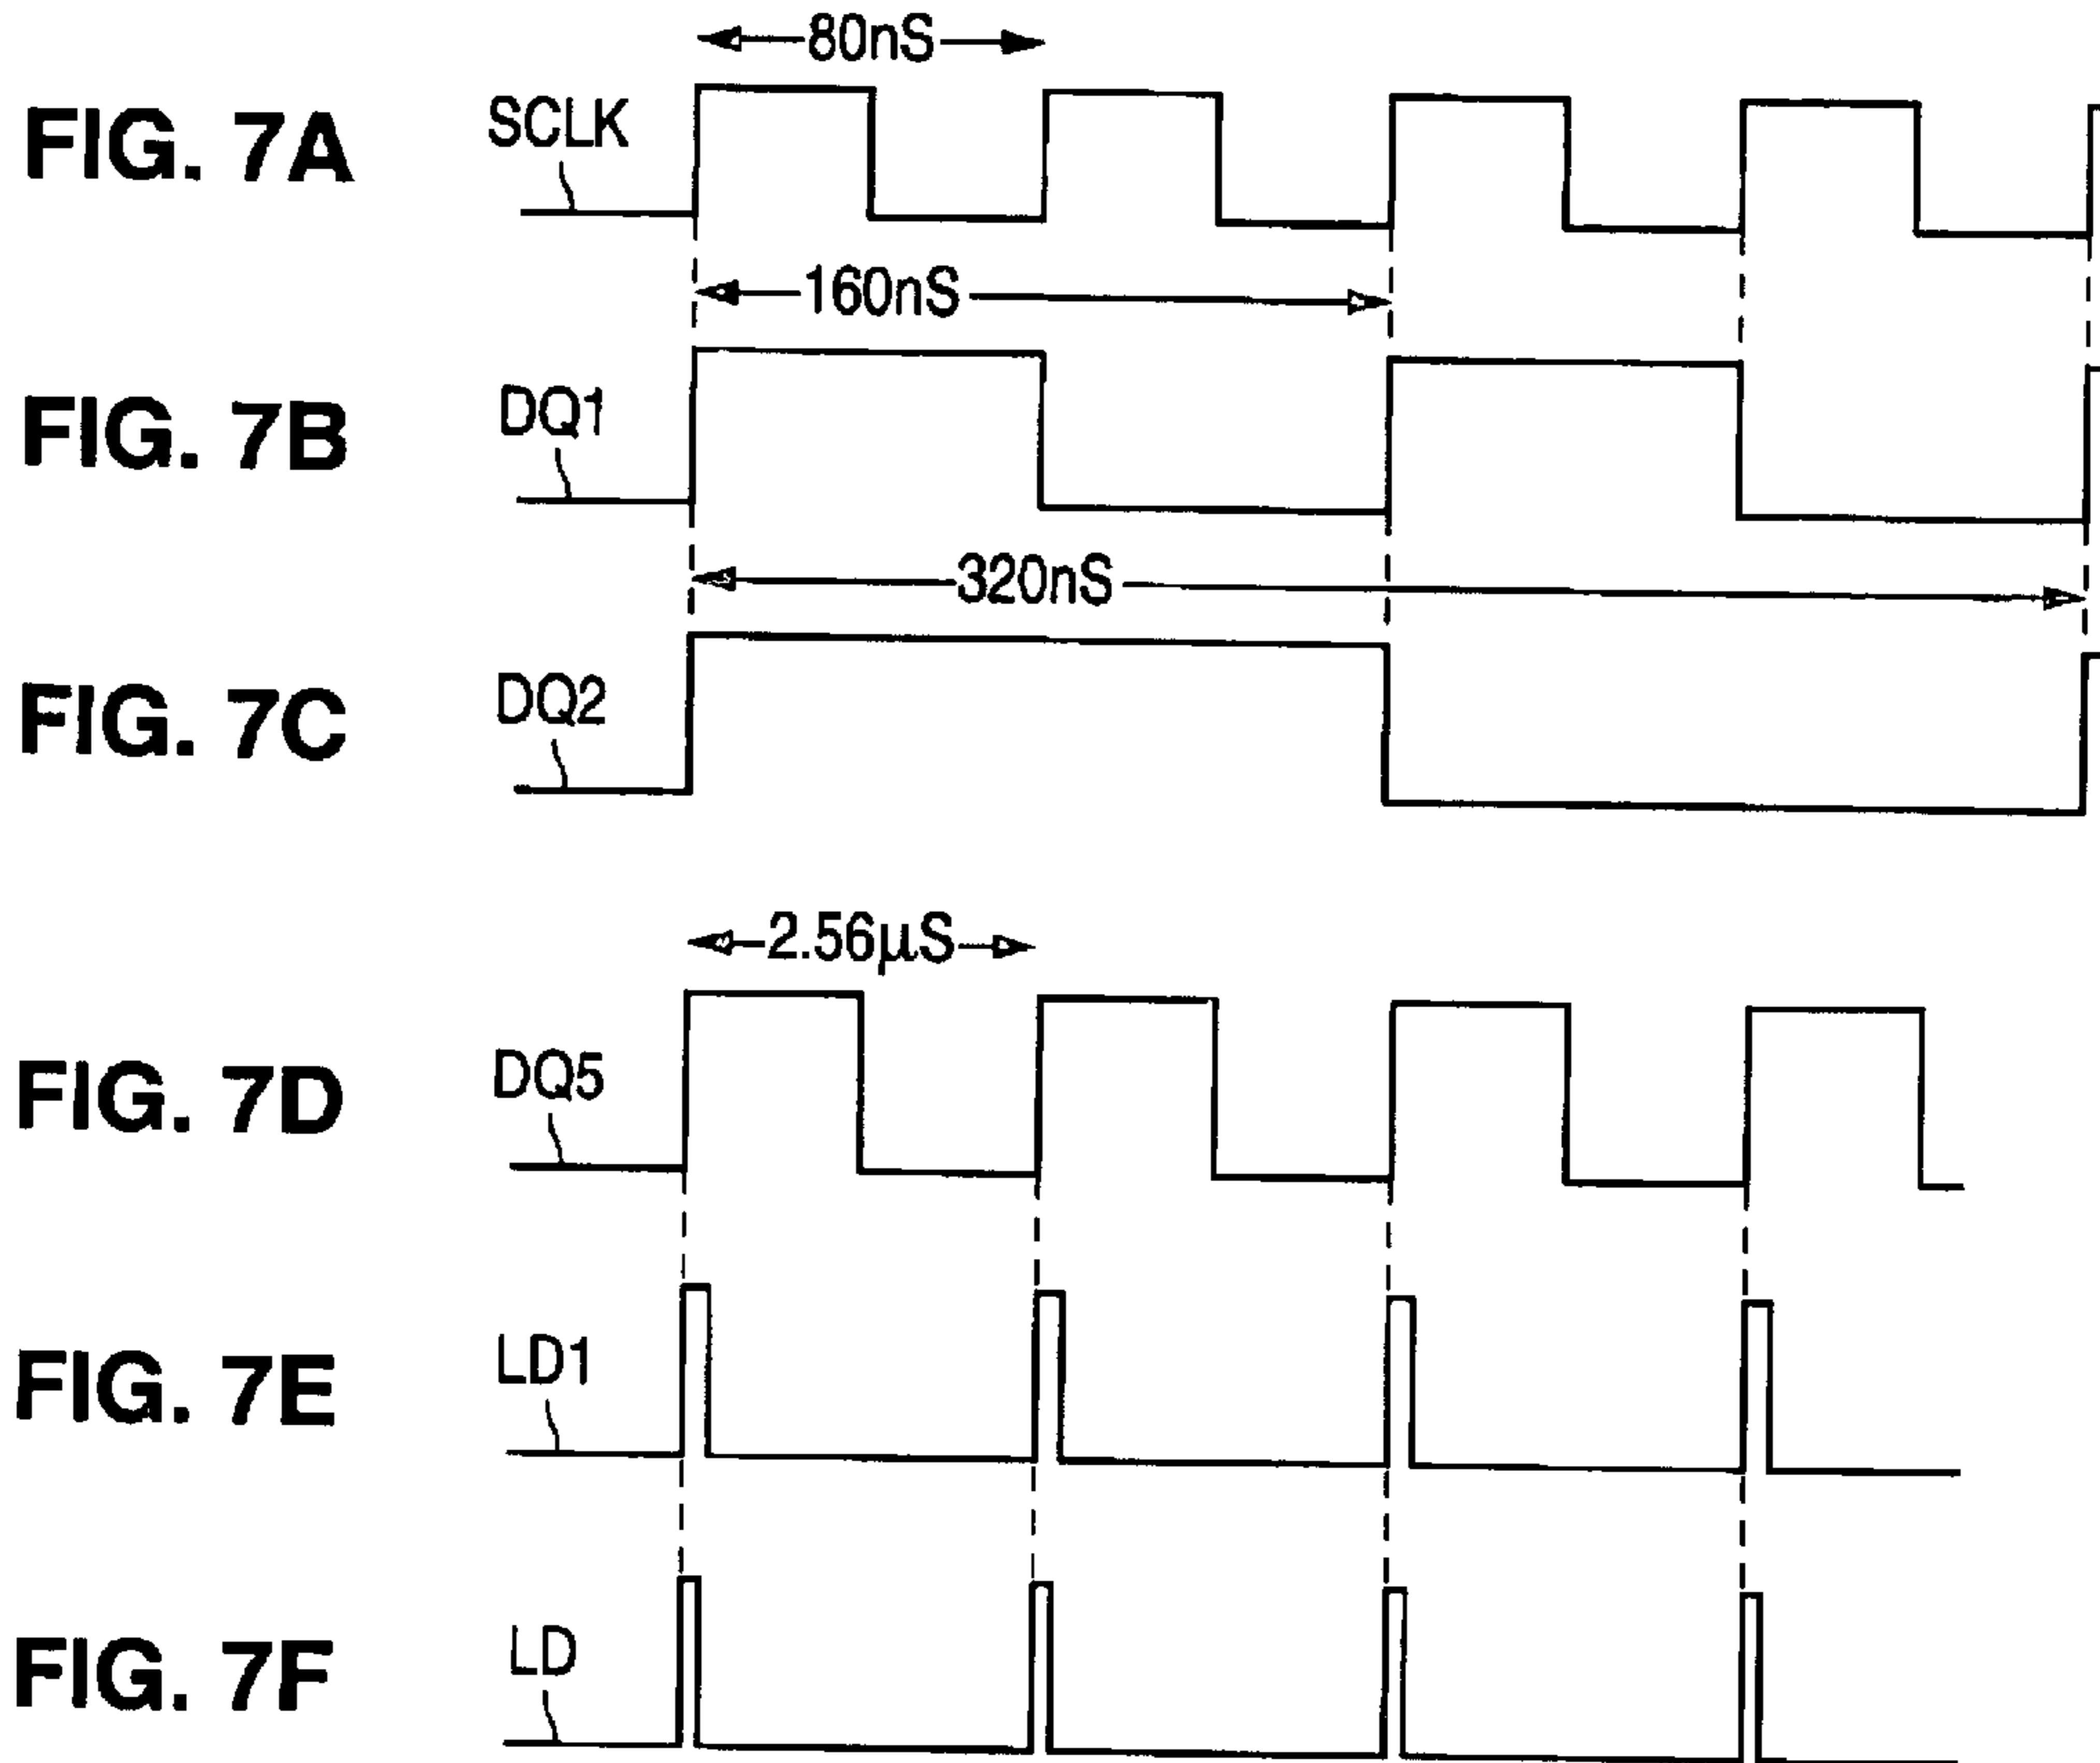 80nS
FIG. 7A
SCLK
160nS
FIG. 7B
DQ1
320nS
FIG. 7C
DQ2
2.56µS
FIG. 7D
DQ5
FIG. 7E
LD1
FIG. 7F
LD